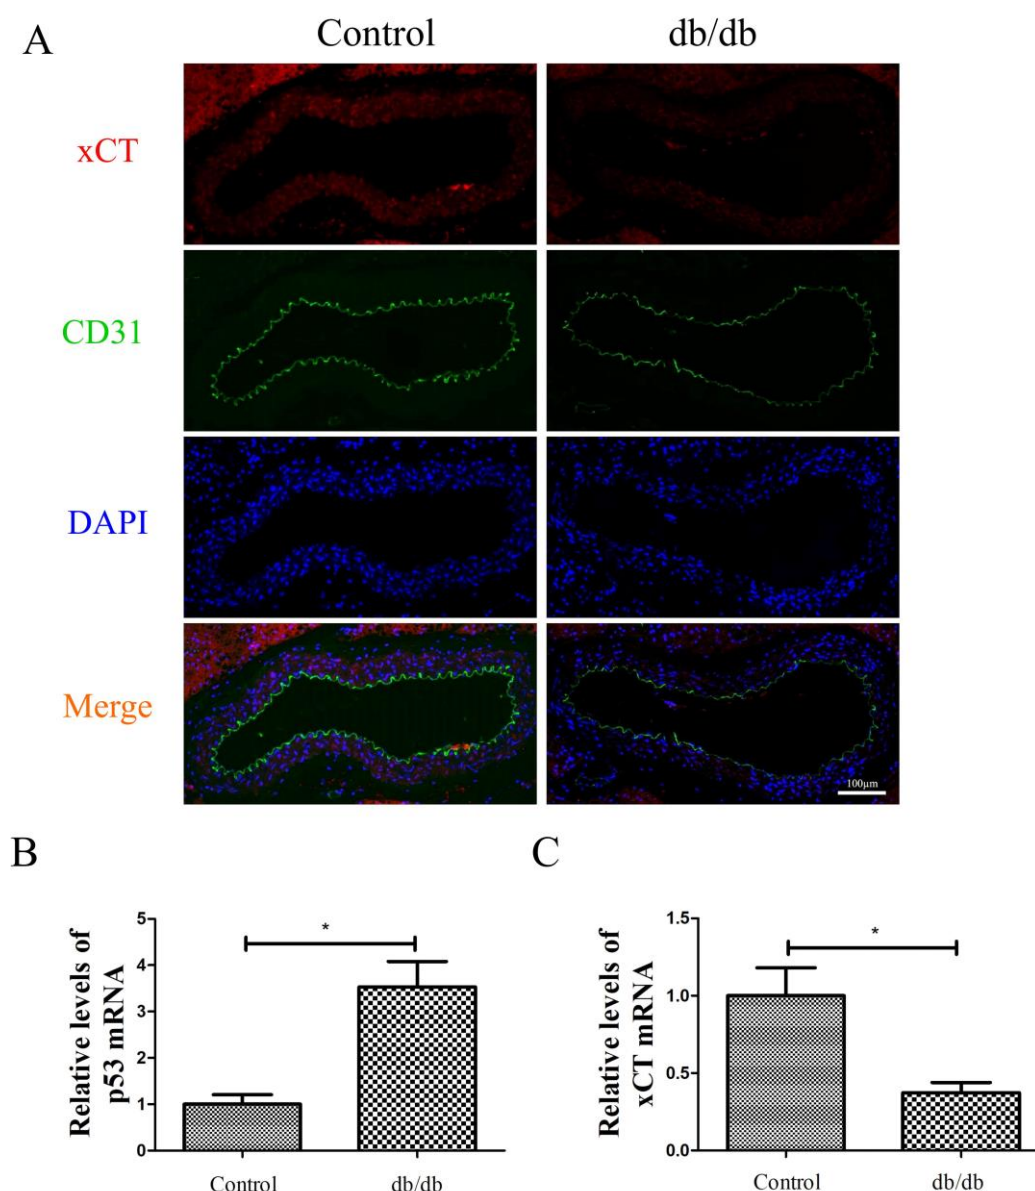 A
Control db/db
xCT
CD31
DAPI
Merge
100μm
B
Relative levels of
p53 mRNA
5
4
3
2
1
0
*
Control db/db
C
Relative levels of
xCT mRNA
1.5
1.0
0.5
0.0
*
Control db/db